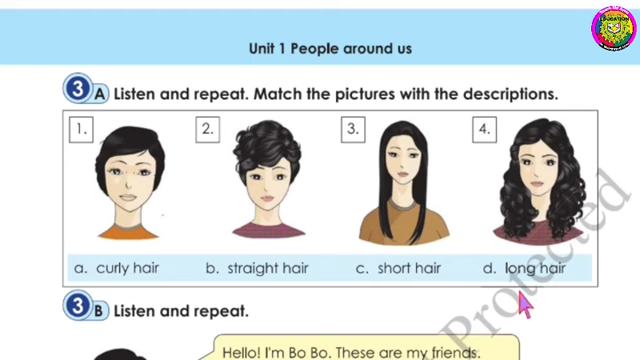 EDUCATION
Unit 1 People around us
3 A Listen and repeat. Match the pictures with the descriptions.
1. 2. 3. 4.
a. curly hair b. straight hair c. short hair d. long hair
3 B Listen and repeat.
Hello! I'm Bo Bo. These are my friends.
Protected